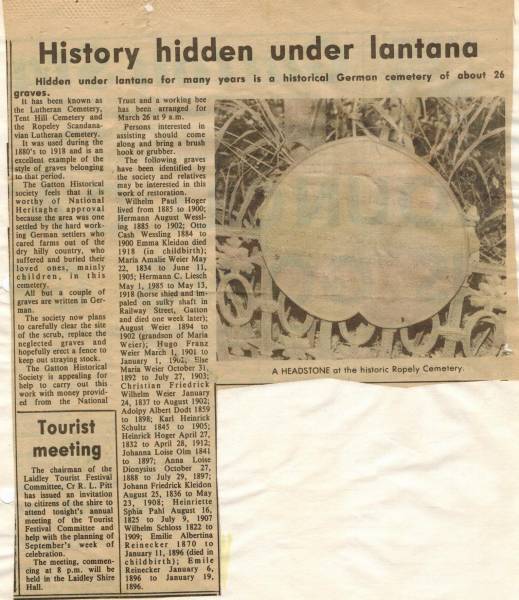 History hidden under lantana
Hidden under lantana for many years is a historical German cemetery of about 26
graves.
It has been known as
the Lutheran Cemetery,
Tent Hill Cemetery and
the Ropeley Scandana-
vian Lutheran Cemetery.
It was used during the
1880's to 1918 and is an
excellent example of the
style of graves belonging
to that period.
The Gatton Historical
society feels that it is
worthy of National
Heritaghe approval
because the area was one
settled by the hard work-
ing German settlers who
cared farms out of the
dry hilly country, who
suffered and buried their
loved ones, mainly
children, in this
cemetery.
All but a couple of
graves are written in Ger-
man.
The society now plans
to carefully clear the site
of the scrub, replace the
neglected graves and
hopefully erect a fence to
keep out straying stock.
The Gatton Historical
Society is appealing for
help to carry out this
work with money provid-
ed from the National
Trust and a working bee
has been arranged for
March 26 at 9 a.m.
Persons interested in
assisting should come
along and bring a brush
hook or grubber.
The following graves
have been identified by
the society and relatives
may be interested in this
work of restoration.
Wilhelm Paul Hoger
lived from 1885 to 1900;
Hermann August Wessl-
ing 1885 to 1902; Otto
Cash Wessling 1884 to
1900 Emma Kleidon died
1918 (in childbirth);
Maria Amalie Weier May
22, 1834 to June 11,
1905; Hermann C. Liesch
May 1, 1985 to May 13,
1918 (horse shied and im-
paled on sulky shaft in
Railway Street, Gatton
and died one week later);
August Weier 1894 to
1902 (grandson of Maria
Weier); Hugo Franz
Weier March 1, 1901 to
January 1, 1902; Else
Maria Weier October 31,
1892 to July 27, 1903;
Christian Friedrick
Wilhelm Weier January
24, 1837 to August 1902;
Adolpy Albert Dodt 1859
to 1898; Karl Heinrick
Schultz 1845 to 1905;
Heinrick Hoger April 27,
1832 to April 28, 1912;
Johanna Loise Olm 1841
to 1897; Anna Loise
Dionysius October 27,
1888 to July 29, 1897;
Johann Friedrick Kleidon
August 25, 1836 to May
23, 1908; Henriette
Sphia Pahl August 16,
1825 to July 9, 1907
Wilhelm Schloss 1822 to
1909; Emilie Albertina
Reinecker 1870 to
January 11, 1896 (died in
childbirth); Emile
Reinecker January 6,
1896 to January 19,
1896.
A HEADSTONE at the historic Ropely Cemetery.
Tourist
meeting
The chairman of the
Laidley Tourist Festival
Committee, Cr R. L. Pitt
has issued an invitation
to citizens of the shire to
attend tonight's annual
meeting of the Tourist
Festival Committee and
help with the planning of
September's week of
celebration.
The meeting, commenc-
ing at 8 p.m. will be
held in the Laidley Shire
Hall.